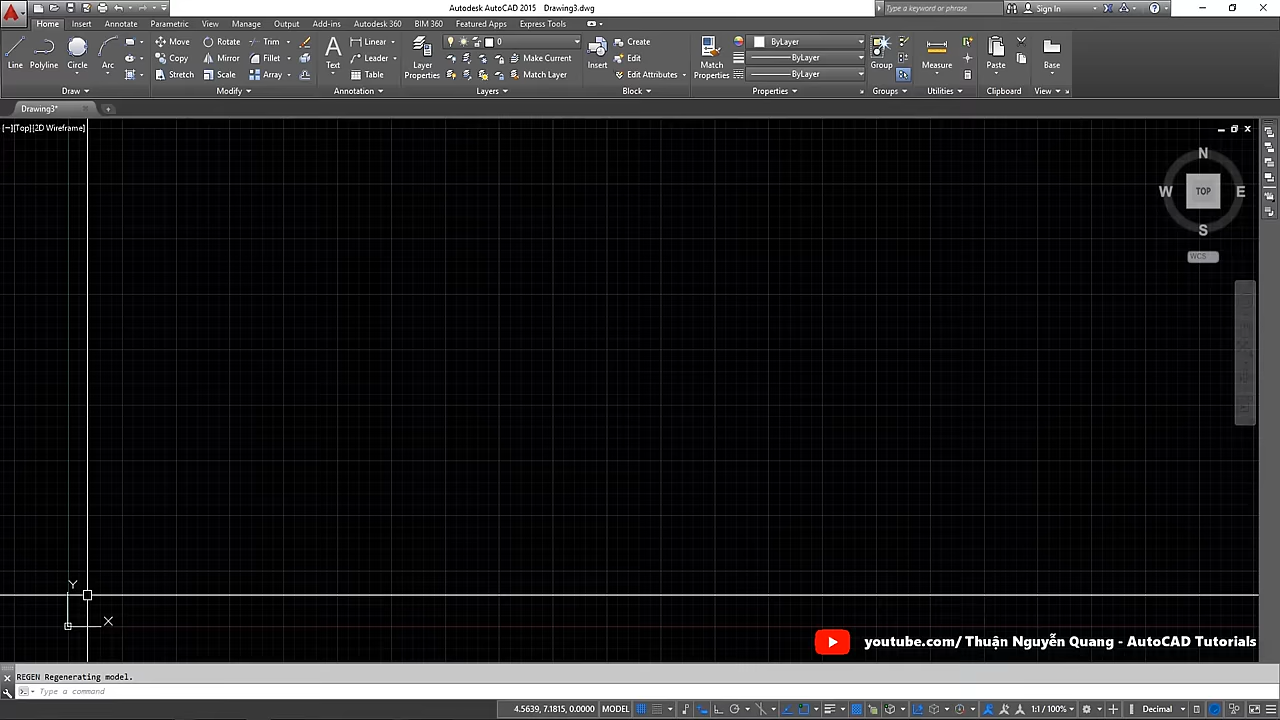 Autodesk AutoCAD 2015 Drawing3.dwg
Type a keyword or phrase
Sign In
Home Insert Annotate Parametric View Manage Output Add-ins Autodesk 360 BIM 360 Featured Apps Express Tools
Line Polyline Circle Arc
Draw
Move Rotate Trim
Copy Mirror Fillet
Stretch Scale Array
Modify
Text
Linear
Leader
Table
Annotation
Layer
Properties
0
Make Current
Match Layer
Layers
Insert
Create
Edit
Edit Attributes
Block
Match
Properties
ByLayer
ByLayer
ByLayer
Properties
Group
Groups
Measure
Utilities
Paste
Clipboard
Base
View
Drawing3*
[−][Top][2D Wireframe]
N
W TOP E
S
WCS
Y
X
youtube.com/ Thuận Nguyễn Quang - AutoCAD Tutorials
REGEN Regenerating model.
Type a command
4.5639, 7.1815, 0.0000 MODEL 1:1 / 100% Decimal